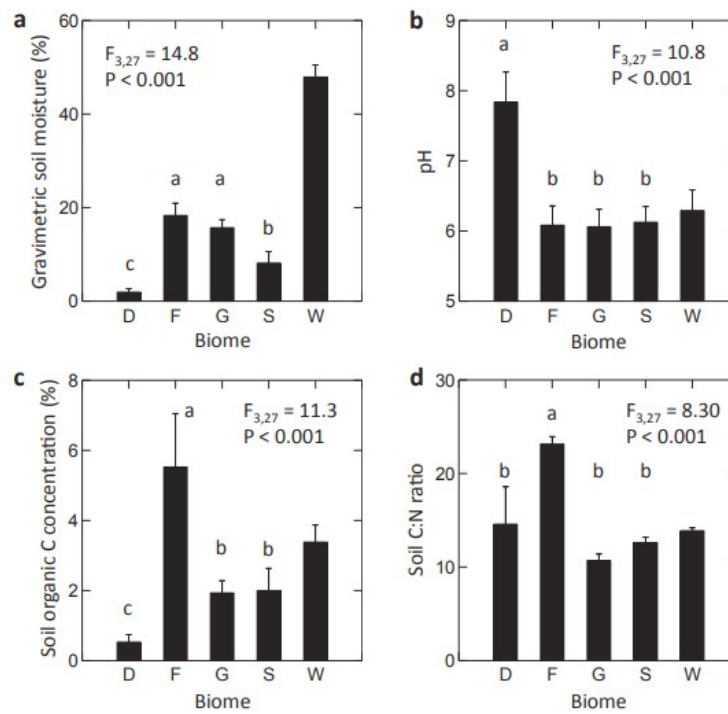 a
Gravimetric soil moisture (%)
60
40
20
0
F3,27 = 14.8
P < 0.001
c
a
a
b
D F G S W
Biome
b
pH
9
8
7
6
5
F3,27 = 10.8
P < 0.001
a
b
b
b
D F G S W
Biome
c
Soil organic C concentration (%)
8
6
4
2
0
F3,27 = 11.3
P < 0.001
c
a
b
b
D F G S W
Biome
d
Soil C:N ratio
30
20
10
0
F3,27 = 8.30
P < 0.001
b
a
b
b
D F G S W
Biome